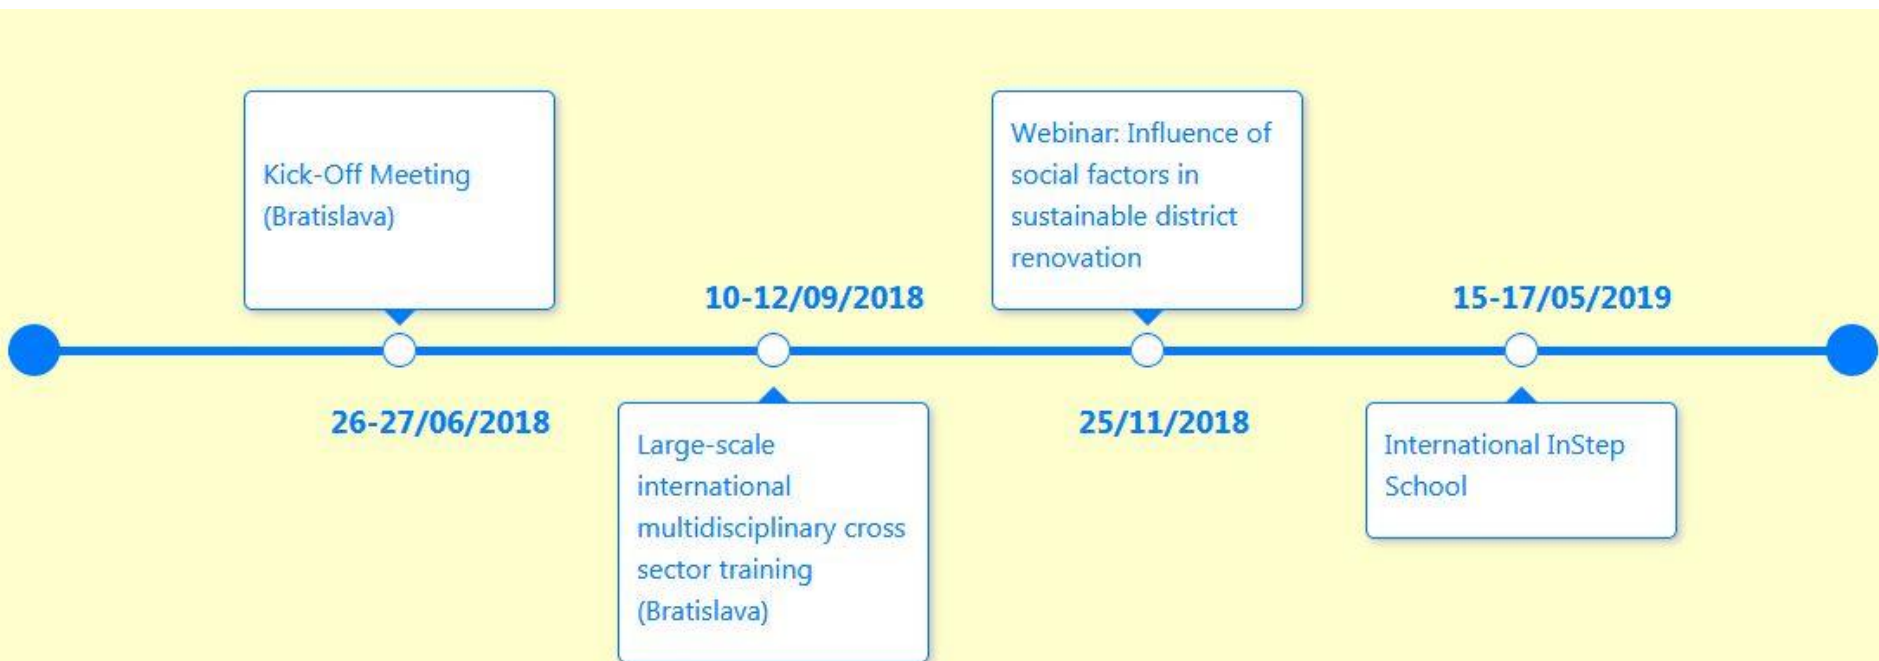 Kick-Off Meeting
(Bratislava)
26-27/06/2018
10-12/09/2018
Large-scale
international
multidisciplinary cross
sector training
(Bratislava)
Webinar: Influence of
social factors in
sustainable district
renovation
25/11/2018
15-17/05/2019
International InStep
School